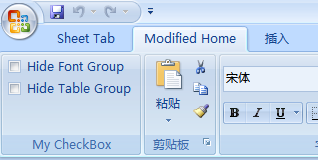 Sheet Tab Modified Home 插入
Hide Font Group
Hide Table Group
My CheckBox
粘贴
剪贴板
宋体
B I U